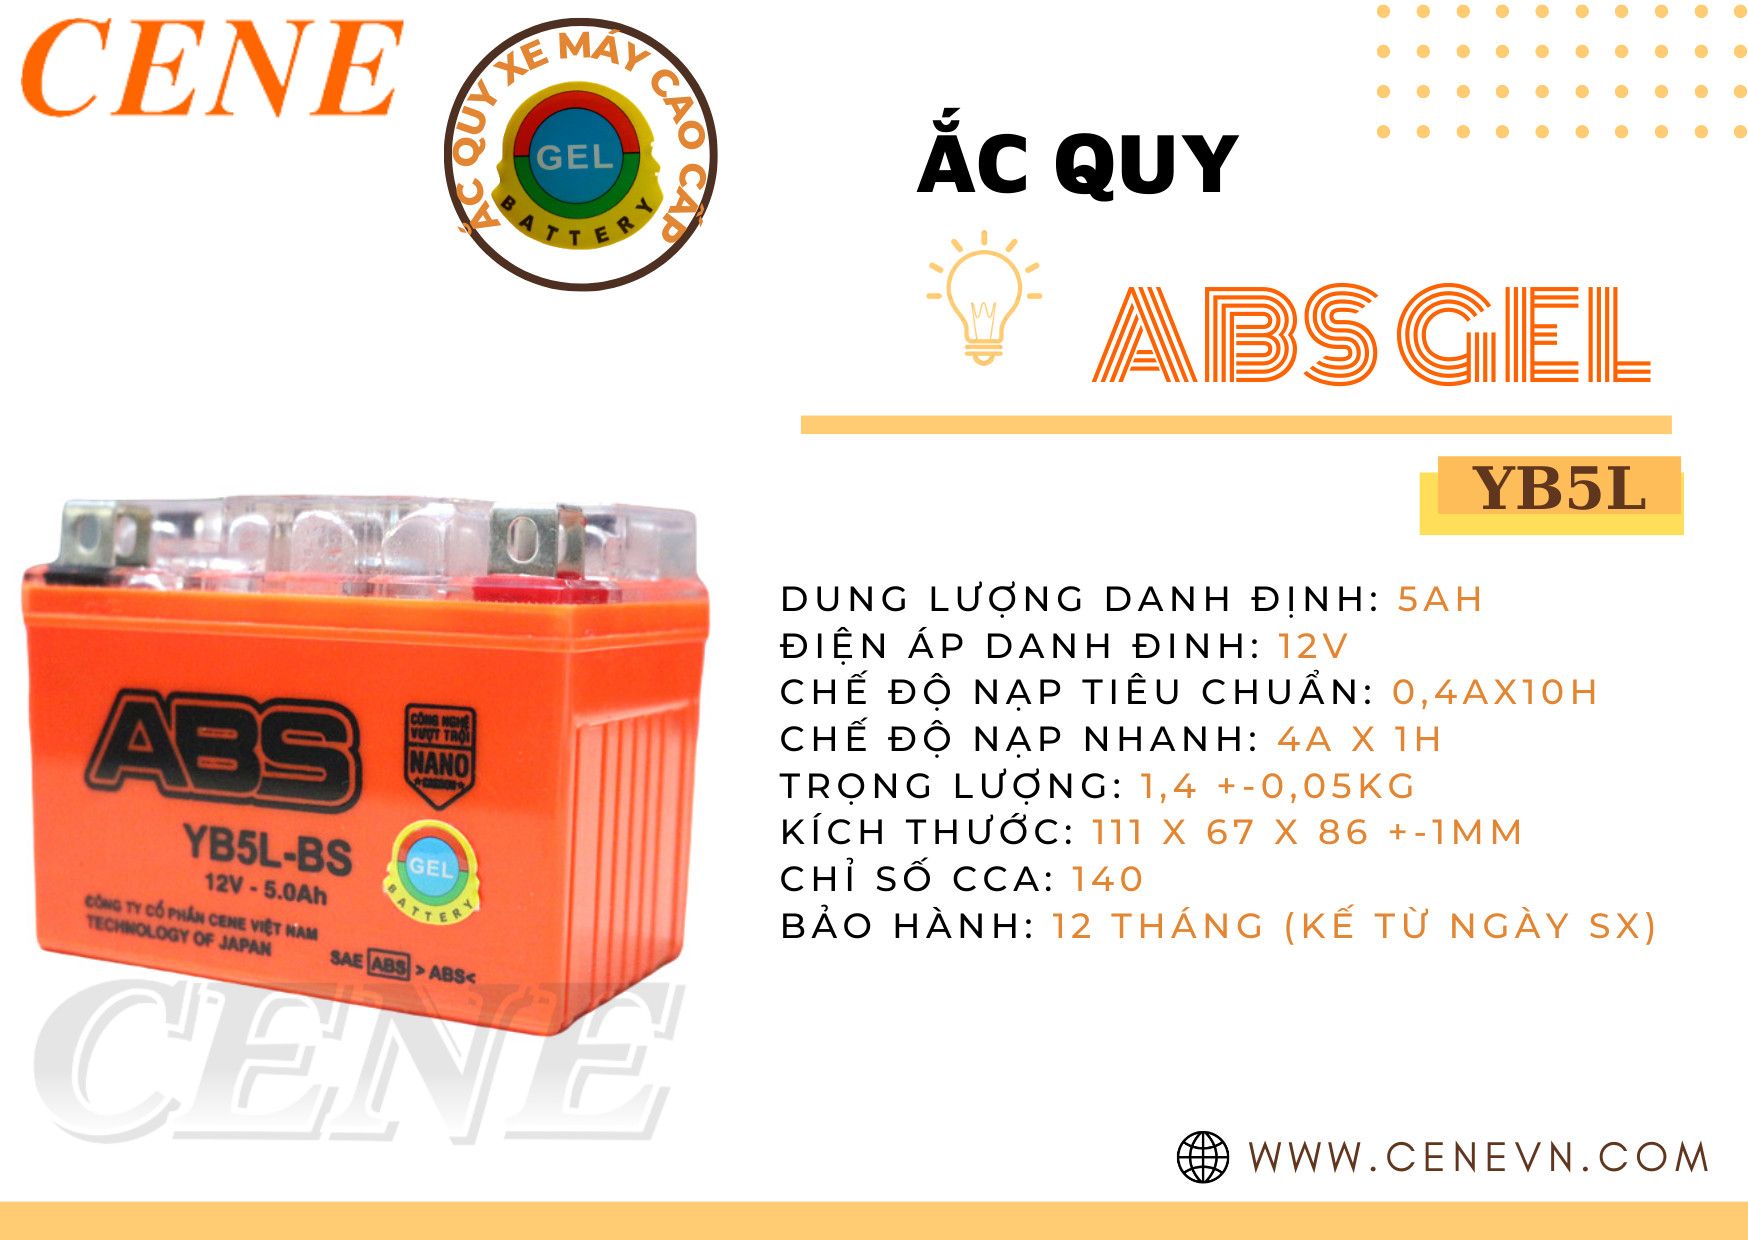 CENE
ẮC QUY XE MÁY CAO CẤP
GEL
BATTERY
ẮC QUY
ABS GEL
YB5L
DUNG LƯỢNG DANH ĐỊNH: 5AH
ĐIỆN ÁP DANH ĐINH: 12V
CHẾ ĐỘ NẠP TIÊU CHUẨN: 0,4AX10H
CHẾ ĐỘ NẠP NHANH: 4A X 1H
TRỌNG LƯỢNG: 1,4 +-0,05KG
KÍCH THƯỚC: 111 X 67 X 86 +-1MM
CHỈ SỐ CCA: 140
BẢO HÀNH: 12 THÁNG (KẾ TỪ NGÀY SX)
ABS
CÔNG NGHỆ
VƯỢT TRỘI
NANO
YB5L-BS
12V - 5.0Ah
GEL
BATTERY
CÔNG TY CỔ PHẦN CENE VIỆT NAM
TECHNOLOGY OF JAPAN
SAE ABS > ABS<
CENE
WWW.CENEVN.COM